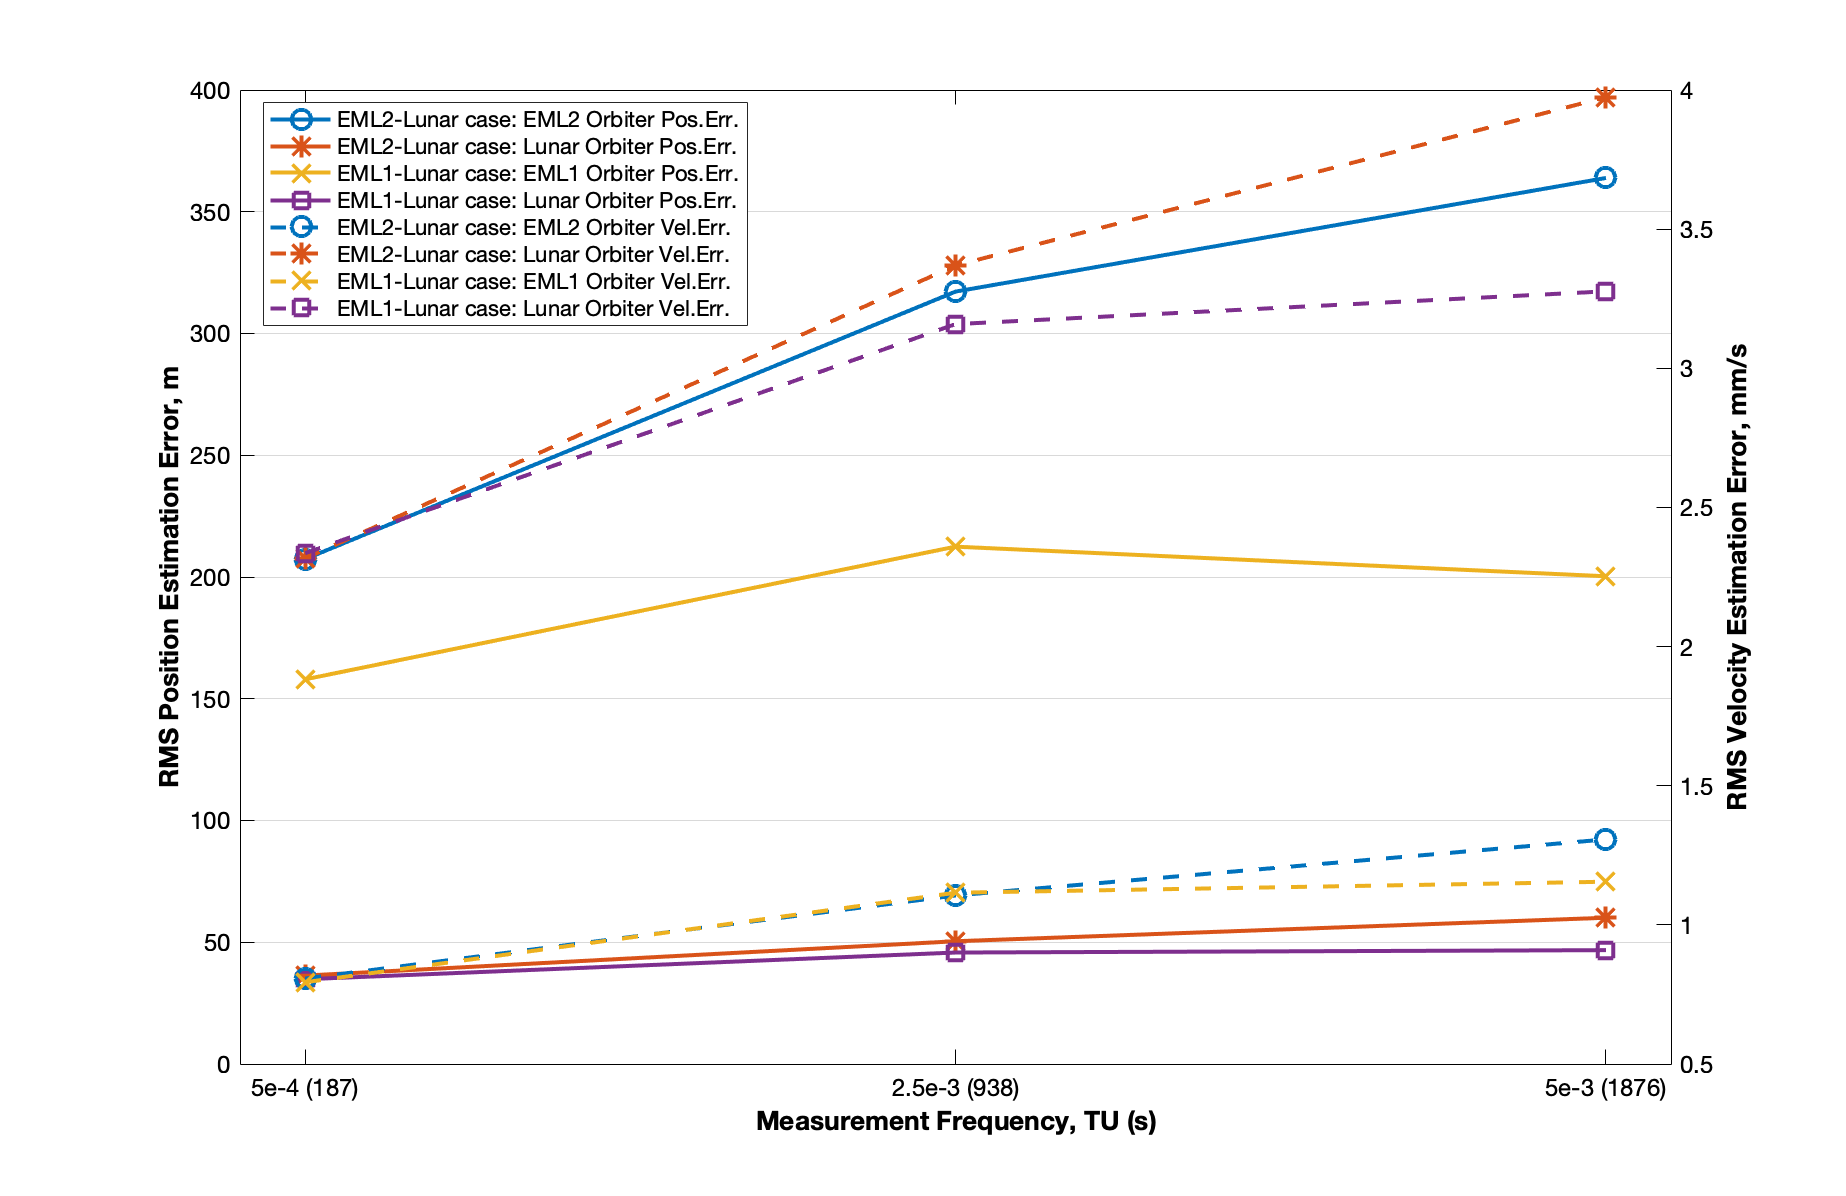 400
350
300
250
200
150
100
50
0
RMS Position Estimation Error, m
EML2-Lunar case: EML2 Orbiter Pos.Err.
EML2-Lunar case: Lunar Orbiter Pos.Err.
EML1-Lunar case: EML1 Orbiter Pos.Err.
EML1-Lunar case: Lunar Orbiter Pos.Err.
EML2-Lunar case: EML2 Orbiter Vel.Err.
EML2-Lunar case: Lunar Orbiter Vel.Err.
EML1-Lunar case: EML1 Orbiter Vel.Err.
EML1-Lunar case: Lunar Orbiter Vel.Err.
4
3.5
3
2.5
2
1.5
1
0.5
RMS Velocity Estimation Error, mm/s
5e-4 (187)
2.5e-3 (938)
5e-3 (1876)
Measurement Frequency, TU (s)